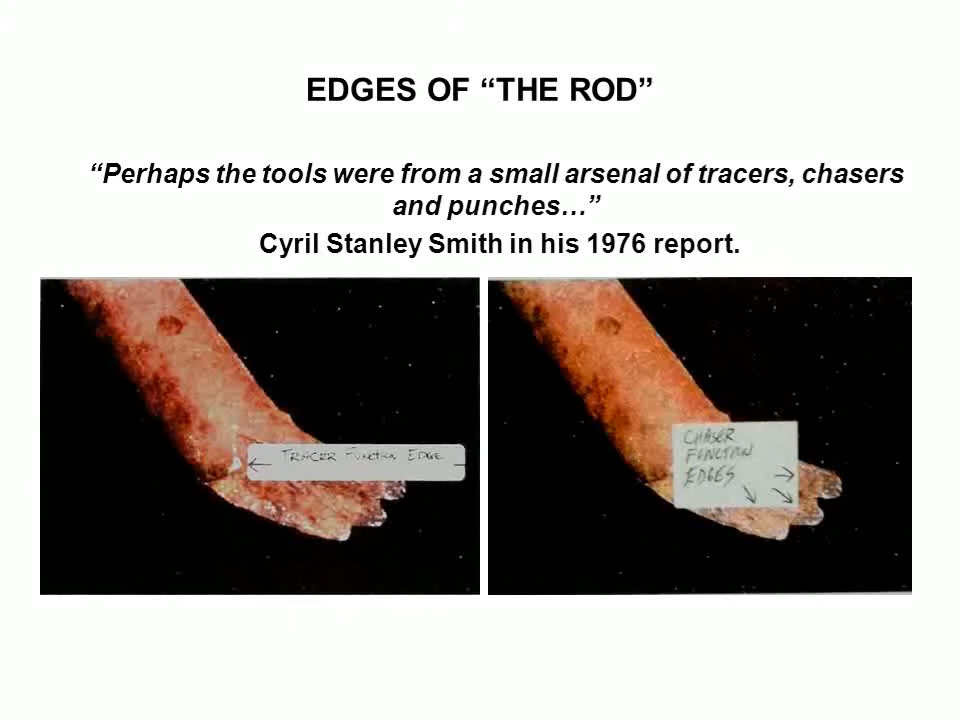 EDGES OF “THE ROD”
“Perhaps the tools were from a small arsenal of tracers, chasers
and punches…”
Cyril Stanley Smith in his 1976 report.
TRACER FUNCTION EDGE
CHASER
FUNCTION
EDGES